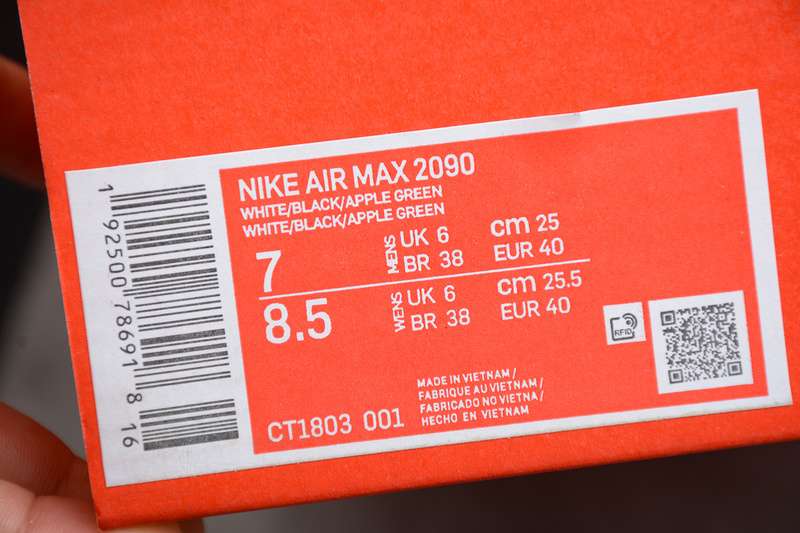 NIKE AIR MAX 2090
WHITE/BLACK/APPLE GREEN
WHITE/BLACK/APPLE GREEN
7 MENS UK 6 cm 25
BR 38 EUR 40
8.5 WENS UK 6 cm 25.5
BR 38 EUR 40
RFID
MADE IN VIETNAM/
FABRIQUE AU VIETNAM/
FABRICADO NO VIETNA/
HECHO EN VIETNAM
CT1803 001
1 92500 78691 8 16